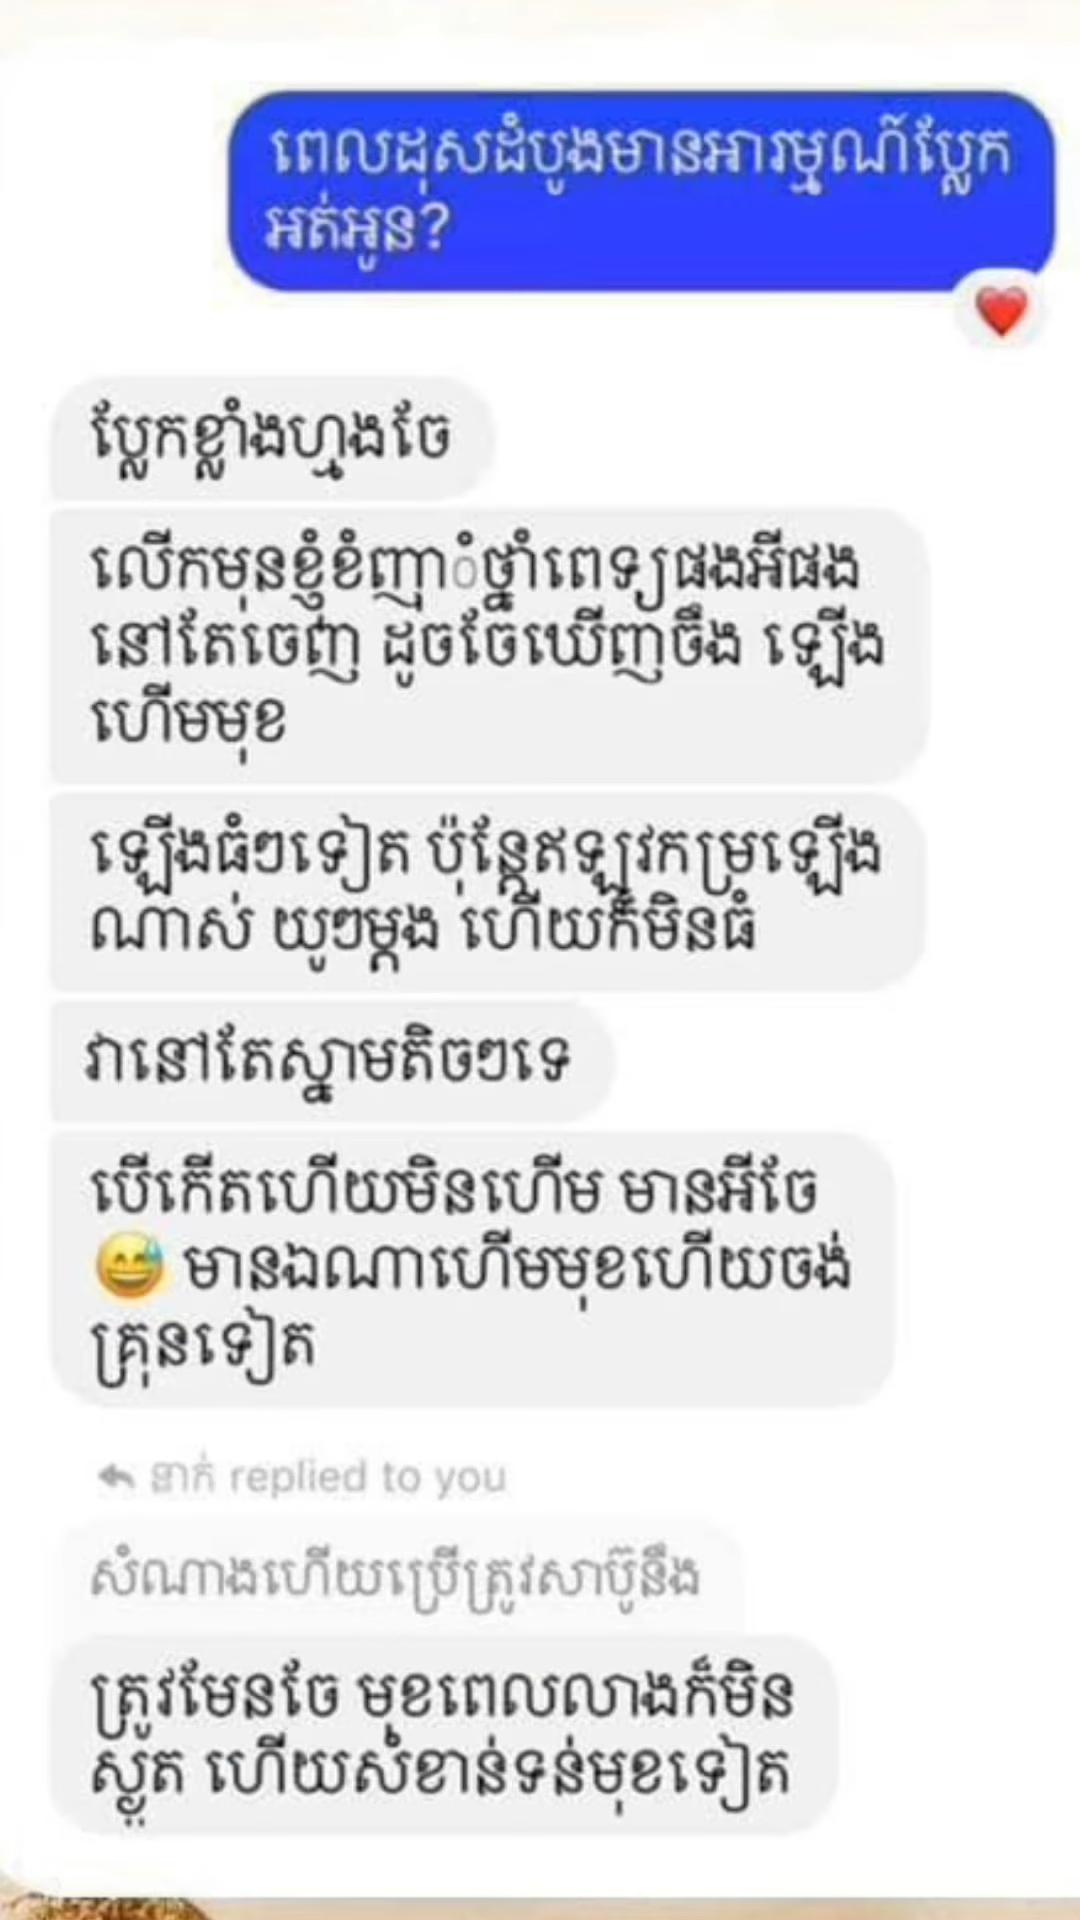 ពេលដុសដំបូងមានអារម្មណ៍ប្លែក
អត់អូន?
ប្លែកខ្លាំងហ្មងចែ
លើកមុនខ្ញុំខំញ៉ាំថ្នាំពេទ្យផងអីផង
នៅតែចេញ ដូចចែឃើញចឹង ឡើង
ហើមមុខ
ឡើងធំៗទៀត ប៉ុន្តែឥឡូវកម្រឡើង
ណាស់ យូៗម្ដង ហើយក៏មិនធំ
វានៅតែស្នាមតិចៗទេ
បើកើតហើយមិនហើម មានអីចែ
😅 មានឯណាហើមមុខហើយចង់
គ្រុនទៀត
នាក់ replied to you
សំណាងហើយប្រើត្រូវសាប៊ូនឹង
ត្រូវមែនចែ មុខពេលលាងក៏មិន
ស្លូត ហើយសំខាន់ទន់មុខទៀត